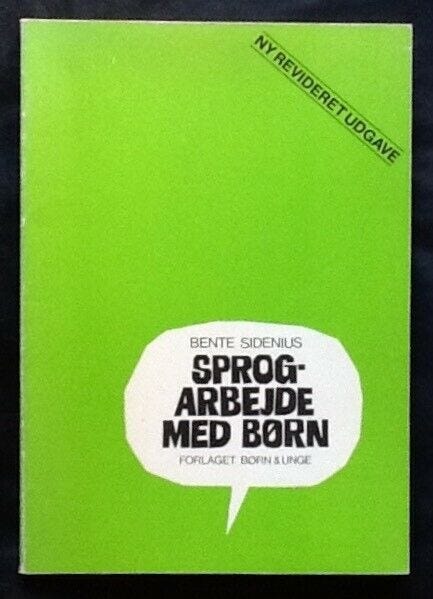 NY REVIDERET UDGAVE
BENTE SIDENIUS
SPROG-
ARBEJDE
MED BØRN
FORLAGET BØRN & UNGE